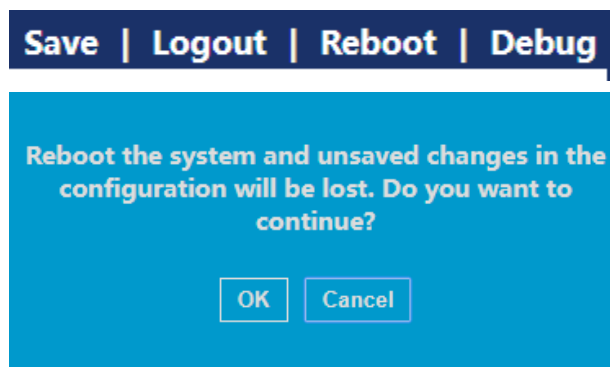 Save | Logout | Reboot | Debug
Reboot the system and unsaved changes in the
configuration will be lost. Do you want to
continue?
OK Cancel